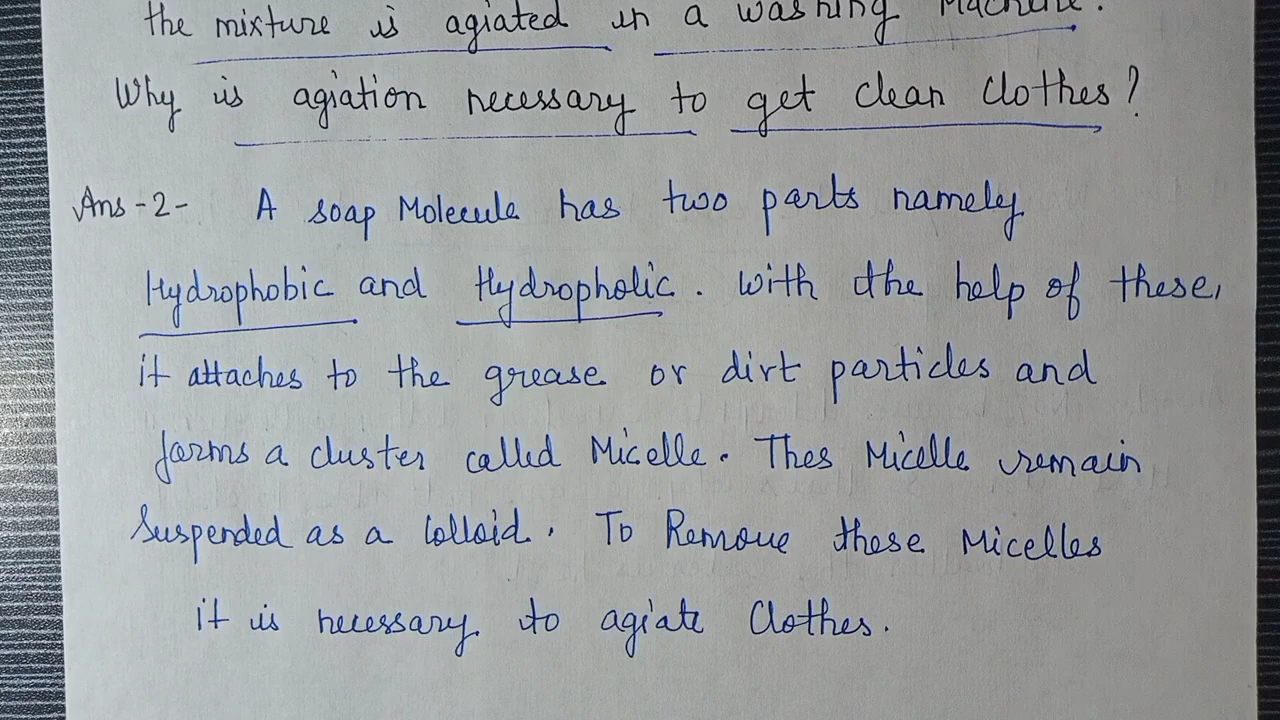 the mixture is agiated in a washing Machine.
Why is agiation necessary to get clean clothes?
Ans-2- A soap Molecule has two parts namely
Hydrophobic and Hydropholic. With the help of these,
it attaches to the grease or dirt particles and
forms a cluster called Micelle. Thes Micelle remain
Suspended as a Colloid. To Remove these Micelles
it is necessary to agiate Clothes.